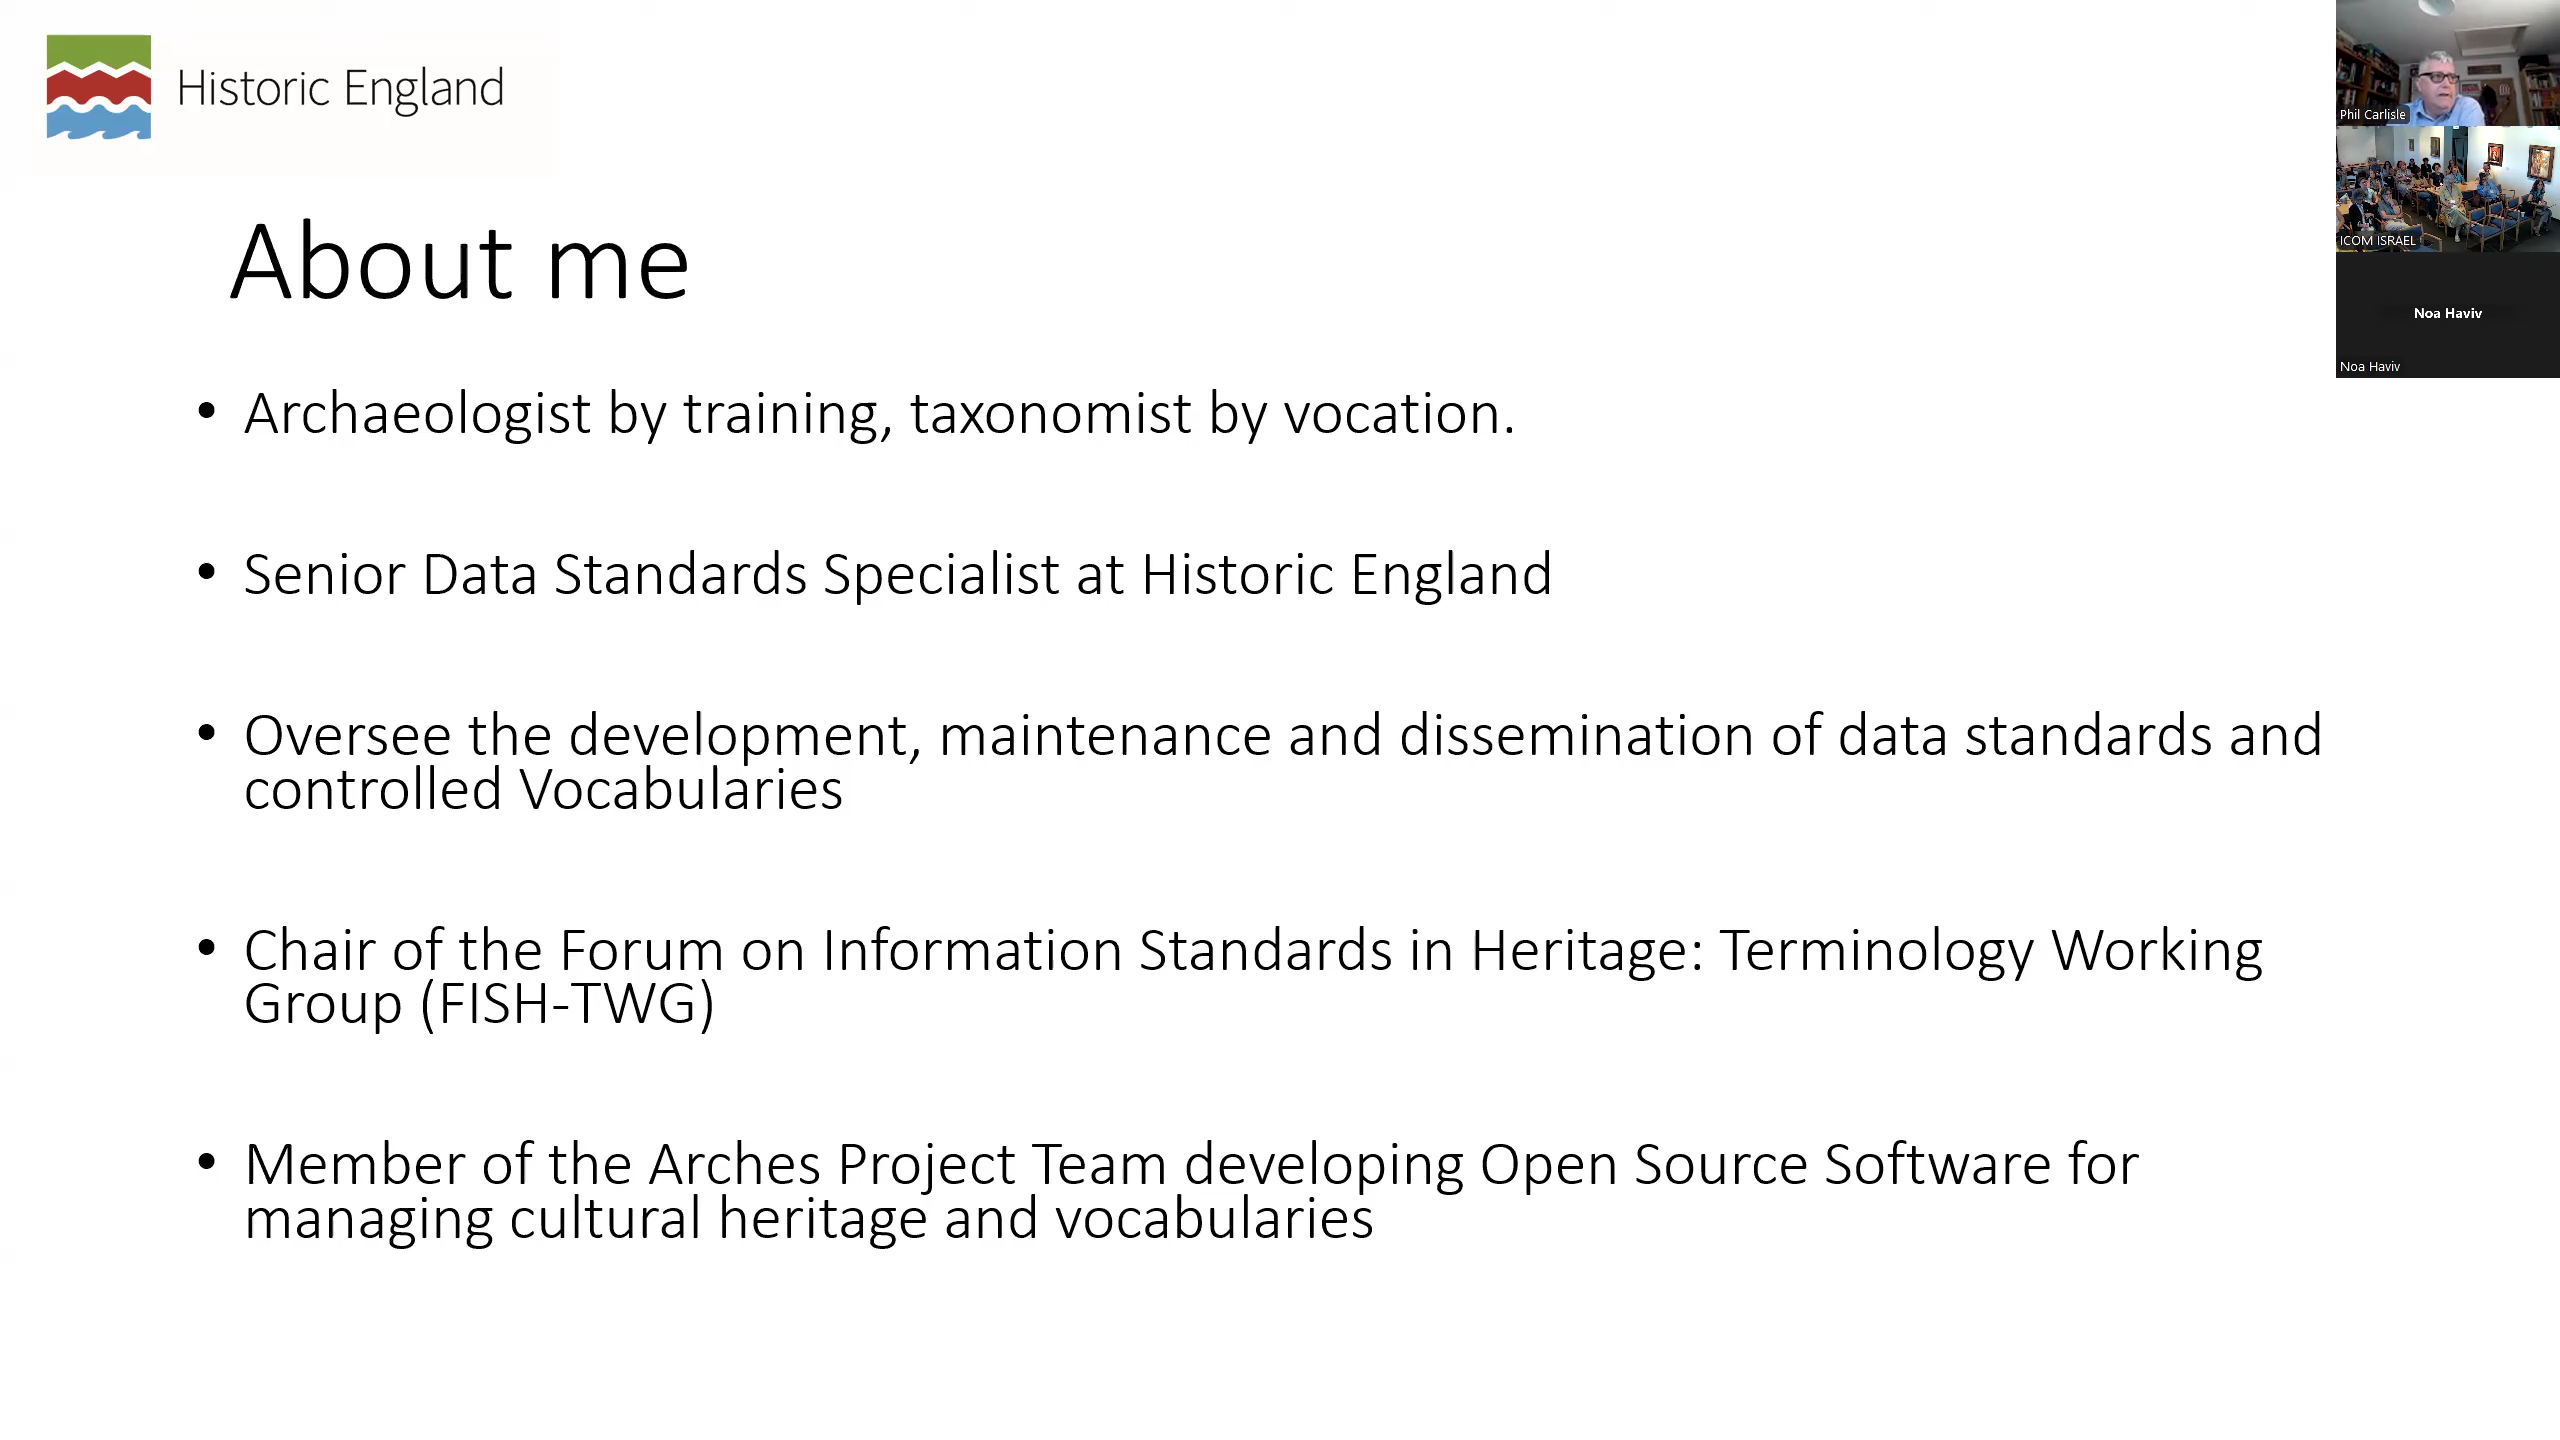 Historic England
About me
• Archaeologist by training, taxonomist by vocation.
• Senior Data Standards Specialist at Historic England
• Oversee the development, maintenance and dissemination of data standards and
controlled Vocabularies
• Chair of the Forum on Information Standards in Heritage: Terminology Working
Group (FISH-TWG)
• Member of the Arches Project Team developing Open Source Software for
managing cultural heritage and vocabularies
Phil Carlisle
ICOM ISRAEL
Noa Haviv
Noa Haviv